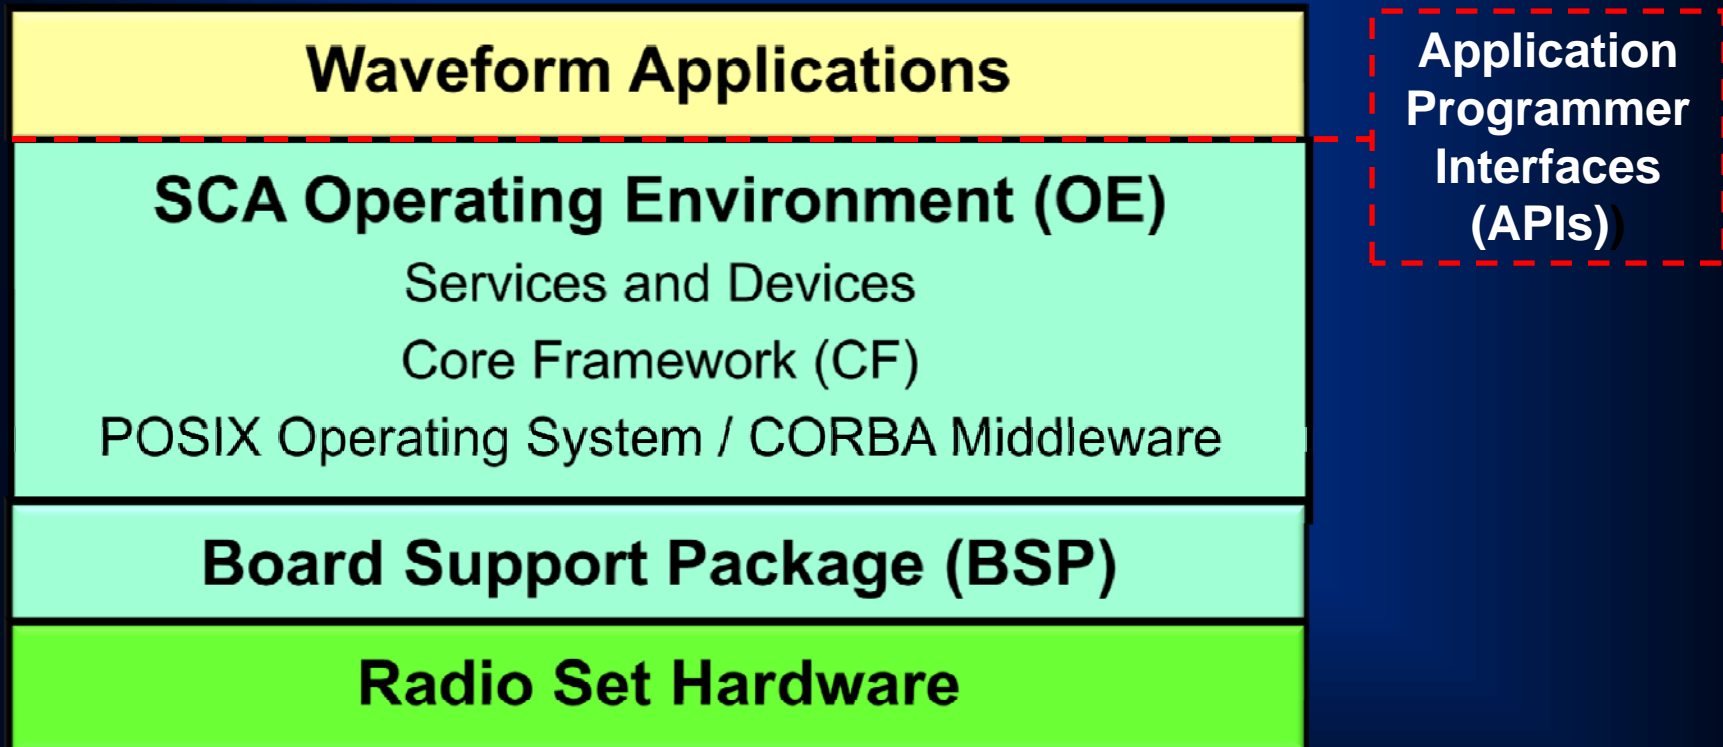 Waveform Applications
SCA Operating Environment (OE)
Services and Devices
Core Framework (CF)
POSIX Operating System / CORBA Middleware
Board Support Package (BSP)
Radio Set Hardware
Application
Programmer
Interfaces
(APIs))